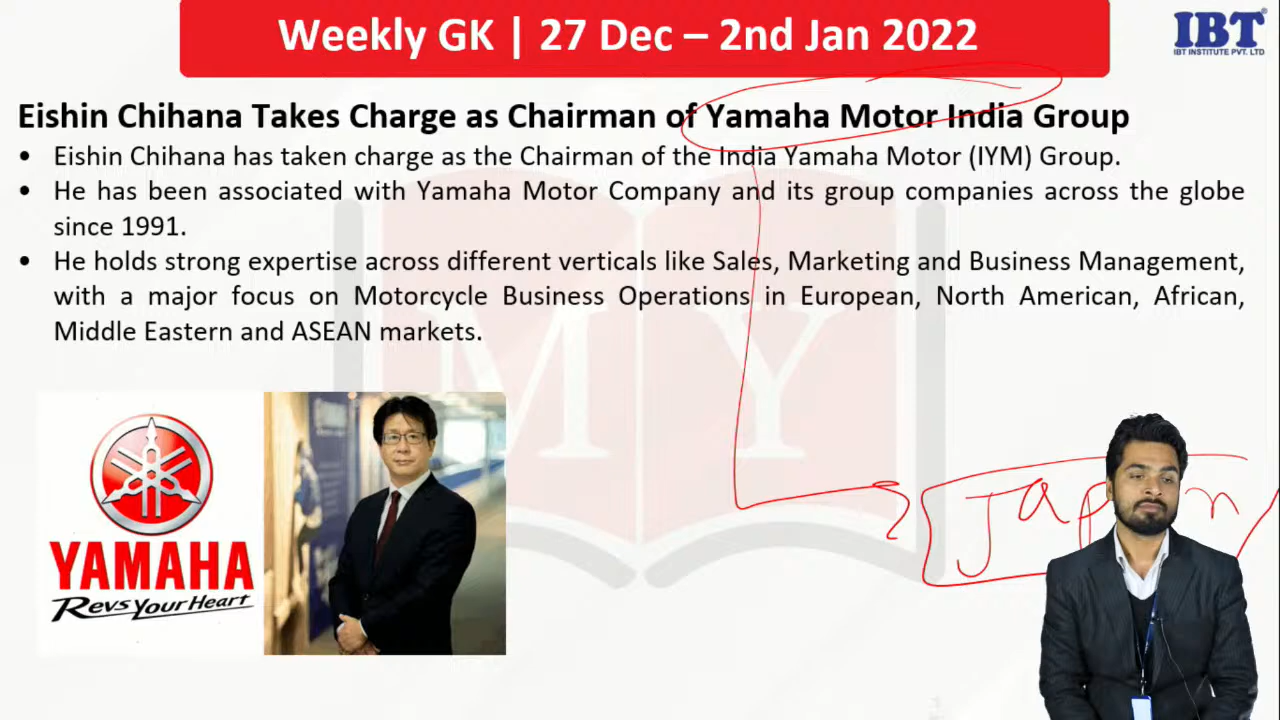 Weekly GK | 27 Dec – 2nd Jan 2022
IBT
IBT INSTITUTE PVT. LTD
Eishin Chihana Takes Charge as Chairman of Yamaha Motor India Group
• Eishin Chihana has taken charge as the Chairman of the India Yamaha Motor (IYM) Group.
• He has been associated with Yamaha Motor Company and its group companies across the globe
since 1991.
• He holds strong expertise across different verticals like Sales, Marketing and Business Management,
with a major focus on Motorcycle Business Operations in European, North American, African,
Middle Eastern and ASEAN markets.
M Y
YAMAHA
Revs Your Heart